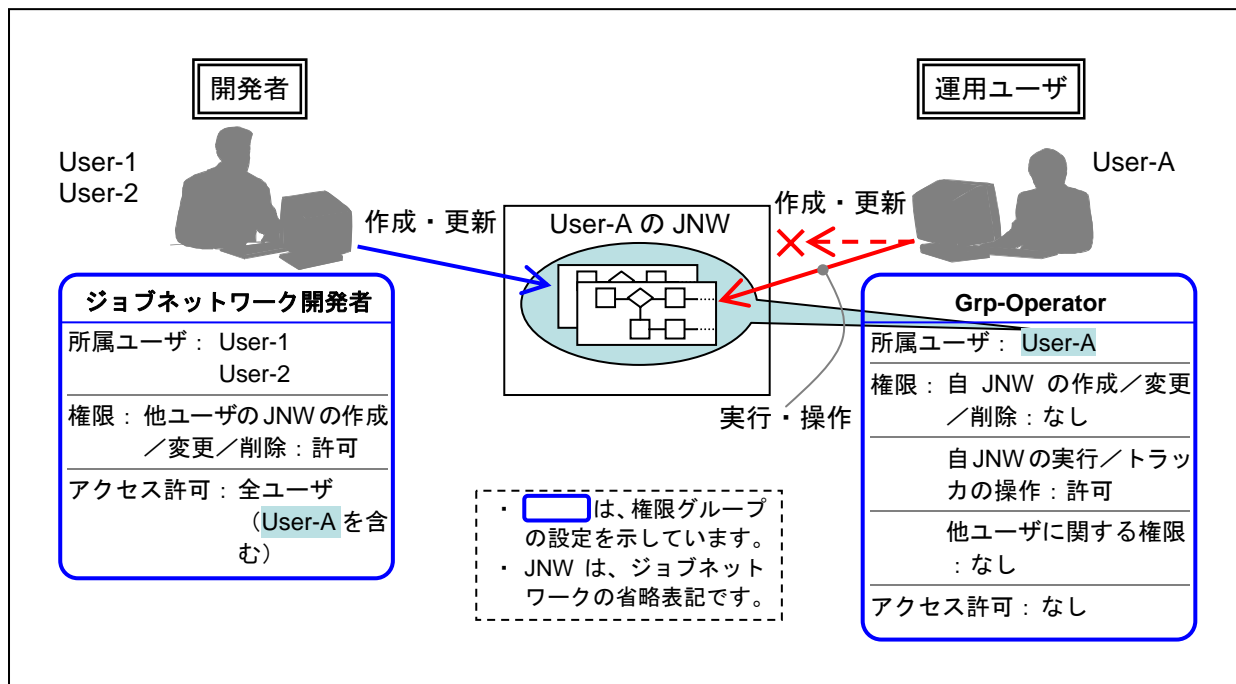 開発者
運用ユーザ
User-1
User-2
User-A
作成・更新
User-A の JNW
作成・更新
実行・操作
ジョブネットワーク開発者
所属ユーザ： User-1
User-2
権限：他ユーザのJNWの作成
／変更／削除：許可
アクセス許可：全ユーザ
（User-A を含
む）
・ は、権限グループ
の設定を示しています。
・ JNW は、ジョブネット
ワークの省略表記です。
Grp-Operator
所属ユーザ： User-A
権限：自 JNW の作成／変更
／削除：なし
自JNWの実行／トラッ
カの操作：許可
他ユーザに関する権限
：なし
アクセス許可：なし